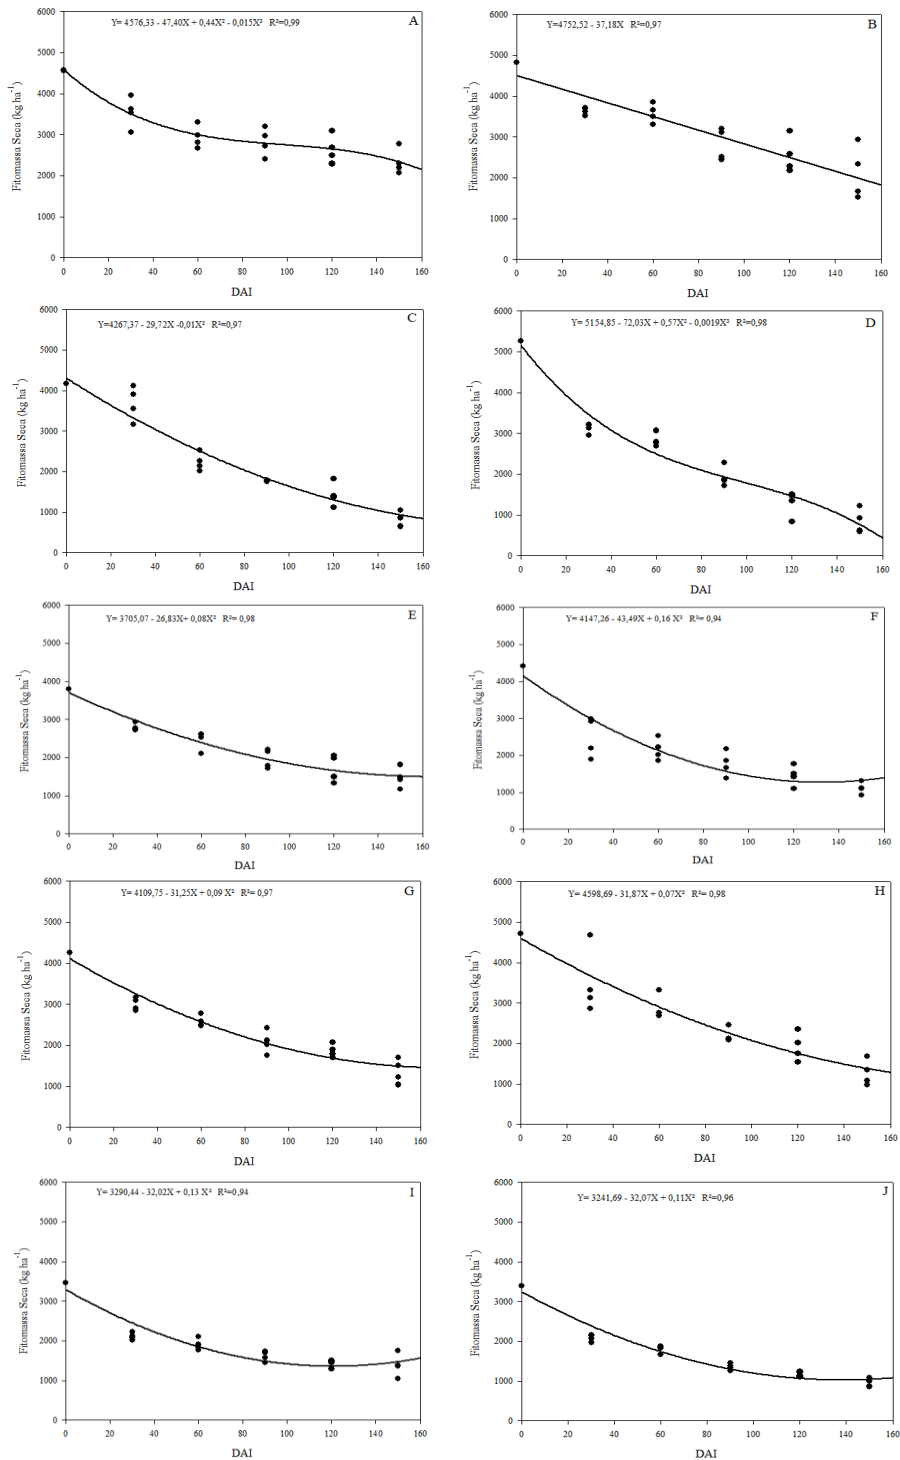 Y= 4576,33 - 47,40X + 0,44X² - 0,015X³ R²=0,99
A
6000
5000
4000
3000
2000
1000
0
Fitomassa Seca (kg ha⁻¹)
0 20 40 60 80 100 120 140 160
DAI
Y=4752,52 - 37,18X R²=0,97
B
6000
5000
4000
3000
2000
1000
0
Fitomassa Seca (kg ha⁻¹)
0 20 40 60 80 100 120 140 160
DAI
Y=4267,37 - 29,72X -0,01X² R²=0,97
C
6000
5000
4000
3000
2000
1000
0
Fitomassa Seca (kg ha⁻¹)
0 20 40 60 80 100 120 140 160
DAI
Y= 5154,85 - 72,03X + 0,57X² - 0,0019X³ R²=0,98
D
6000
5000
4000
3000
2000
1000
0
Fitomassa Seca (kg ha⁻¹)
0 20 40 60 80 100 120 140 160
DAI
Y= 3705,07 - 26,83X+ 0,08X² R²= 0,98
E
6000
5000
4000
3000
2000
1000
0
Fitomassa Seca (kg ha⁻¹)
0 20 40 60 80 100 120 140 160
DAI
Y= 4147,26 - 43,49X + 0,16 X² R²= 0,94
F
6000
5000
4000
3000
2000
1000
0
Fitomassa Seca (kg ha⁻¹)
0 20 40 60 80 100 120 140 160
DAI
Y= 4109,75 - 31,25X + 0,09 X² R²= 0,97
G
6000
5000
4000
3000
2000
1000
0
Fitomassa Seca (kg ha⁻¹)
0 20 40 60 80 100 120 140 160
DAI
Y= 4598,69 - 31,87X + 0,07X² R²= 0,98
H
6000
5000
4000
3000
2000
1000
0
Fitomassa Seca (kg ha⁻¹)
0 20 40 60 80 100 120 140 160
DAI
Y= 3290,44 - 32,02X + 0,13 X² R²=0,94
I
6000
5000
4000
3000
2000
1000
0
Fitomassa Seca (kg ha⁻¹)
0 20 40 60 80 100 120 140 160
DAI
Y= 3241,69 - 32,07X + 0,11X² R²=0,96
J
6000
5000
4000
3000
2000
1000
0
Fitomassa Seca (kg ha⁻¹)
0 20 40 60 80 100 120 140 160
DAI